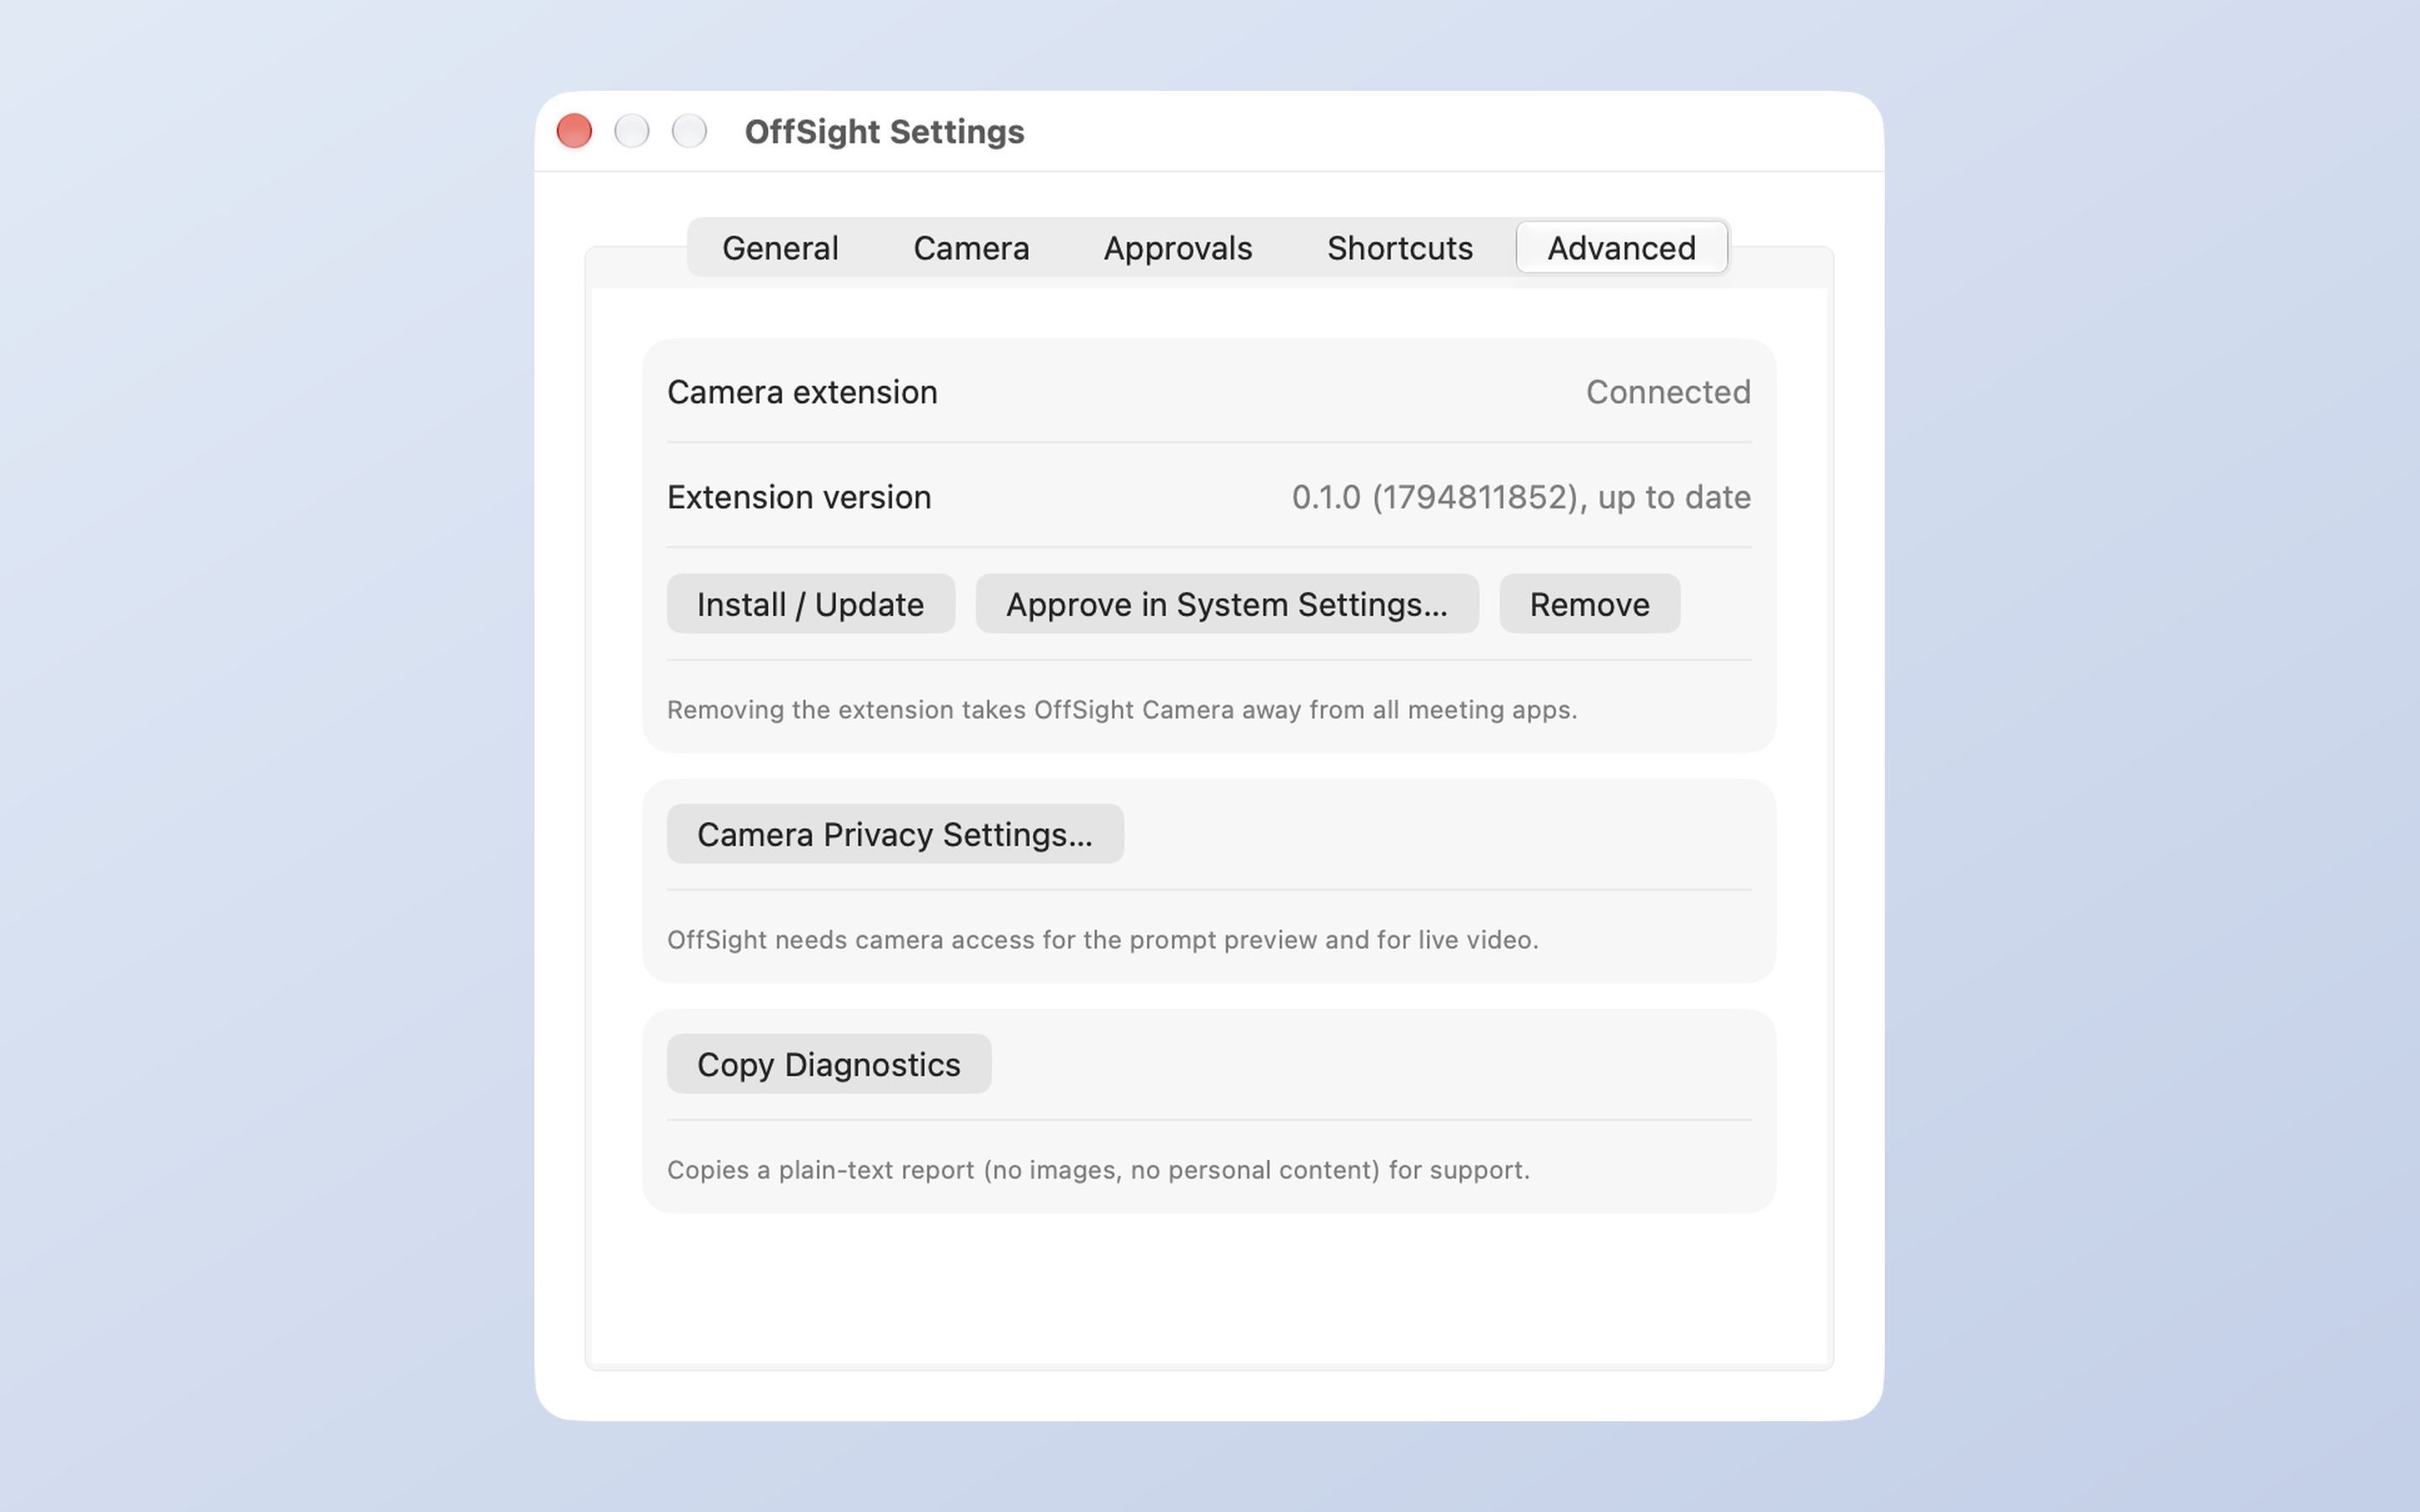 OffSight Settings
General Camera Approvals Shortcuts Advanced
Camera extension Connected
Extension version 0.1.0 (1794811852), up to date
Install / Update Approve in System Settings... Remove
Removing the extension takes OffSight Camera away from all meeting apps.
Camera Privacy Settings...
OffSight needs camera access for the prompt preview and for live video.
Copy Diagnostics
Copies a plain-text report (no images, no personal content) for support.